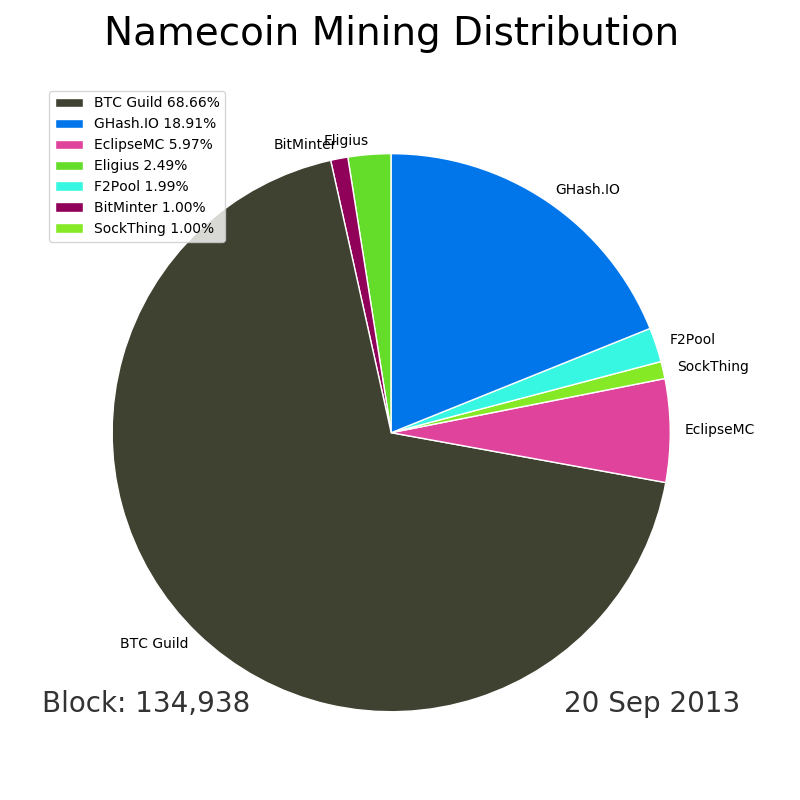 Namecoin Mining Distribution
BTC Guild 68.66%
GHash.IO 18.91%
EclipseMC 5.97%
Eligius 2.49%
F2Pool 1.99%
BitMinter 1.00%
SockThing 1.00%
BitMinter
Eligius
GHash.IO
F2Pool
SockThing
EclipseMC
BTC Guild
Block: 134,938
20 Sep 2013